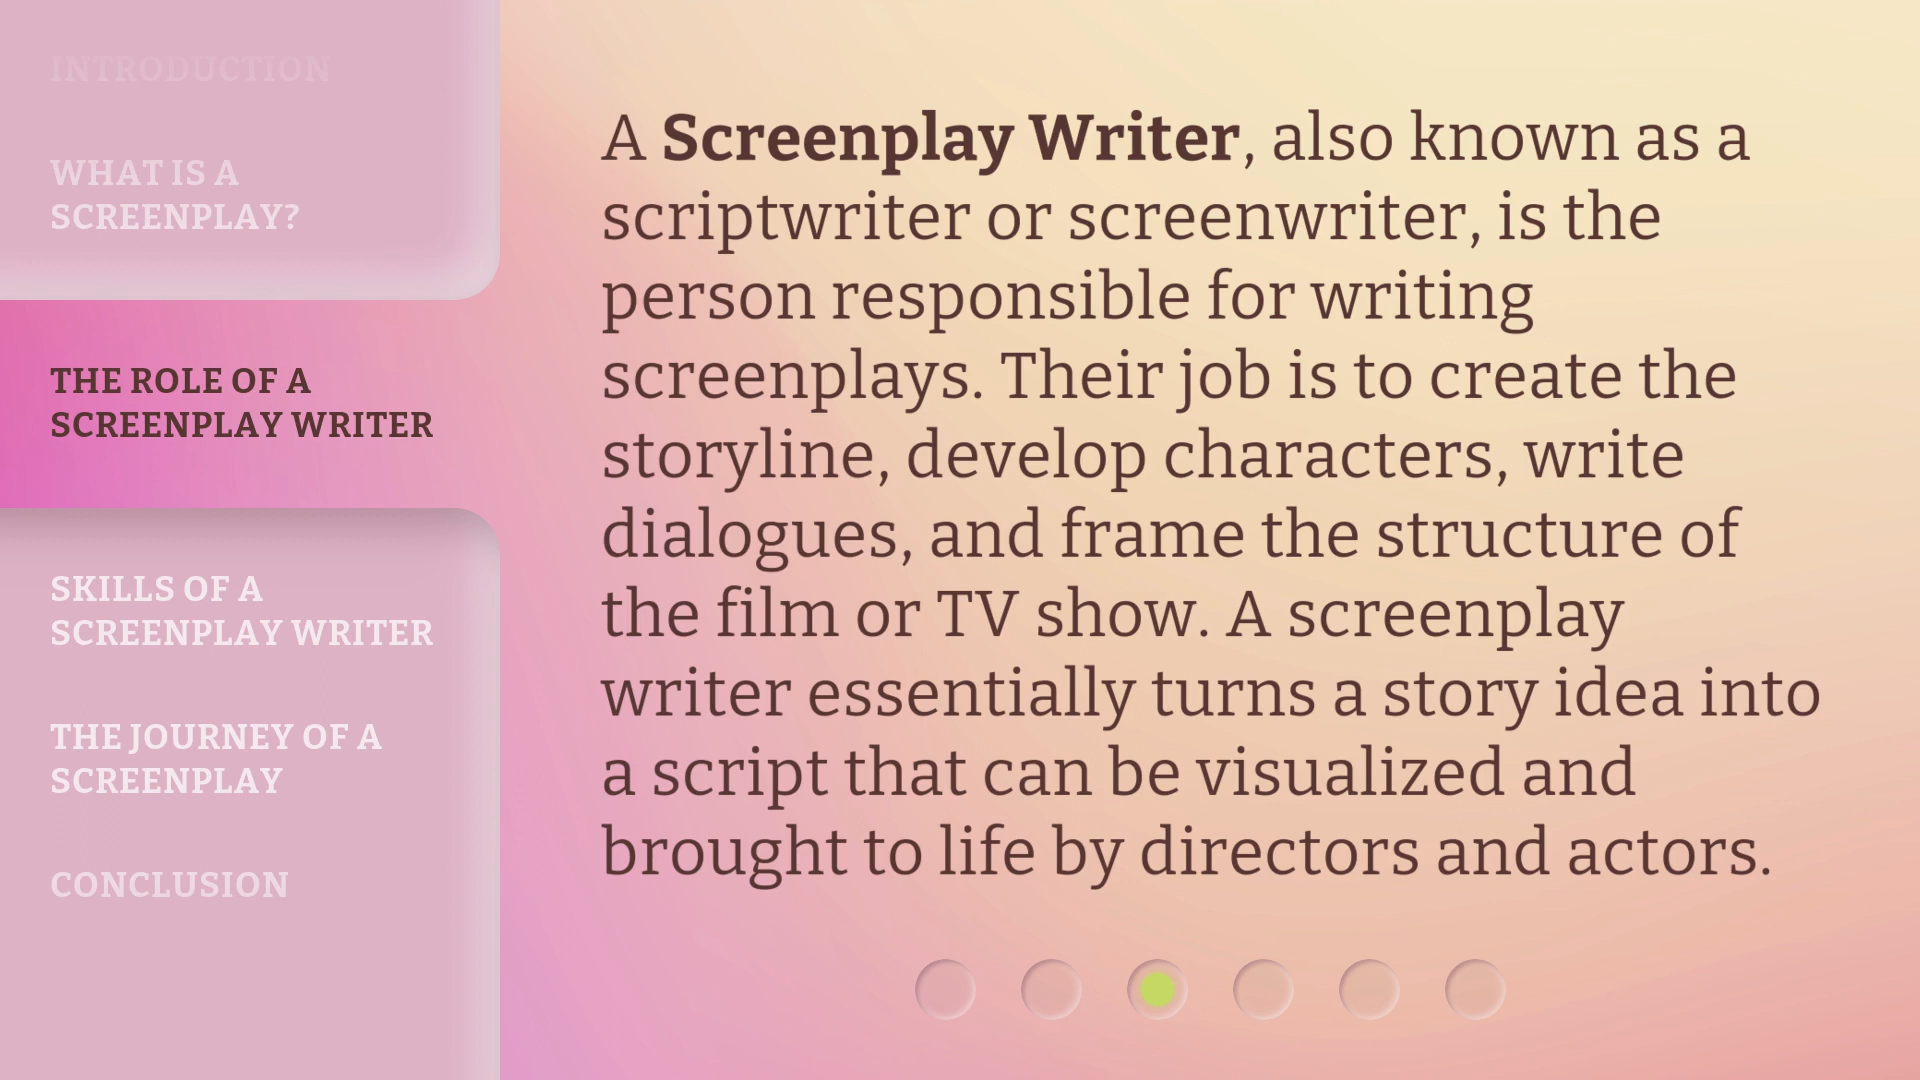 INTRODUCTION
WHAT IS A
SCREENPLAY?
THE ROLE OF A
SCREENPLAY WRITER
SKILLS OF A
SCREENPLAY WRITER
THE JOURNEY OF A
SCREENPLAY
CONCLUSION
A Screenplay Writer, also known as a
scriptwriter or screenwriter, is the
person responsible for writing
screenplays. Their job is to create the
storyline, develop characters, write
dialogues, and frame the structure of
the film or TV show. A screenplay
writer essentially turns a story idea into
a script that can be visualized and
brought to life by directors and actors.